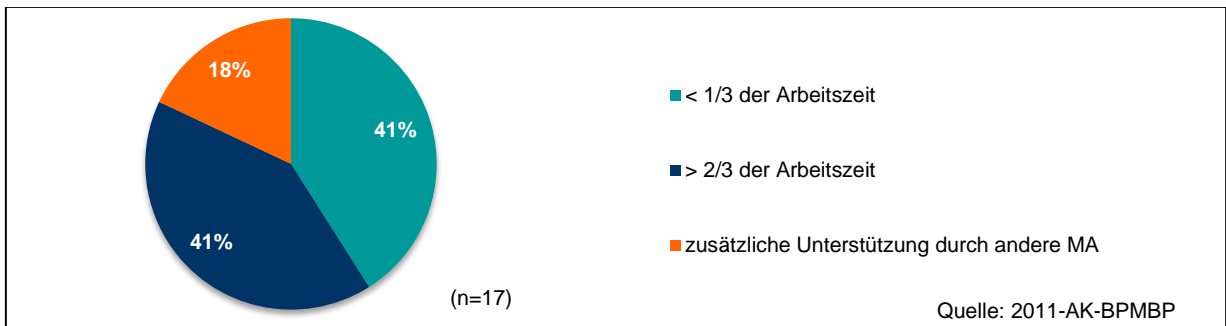 18%
41%
41%
(n=17)
< 1/3 der Arbeitszeit
> 2/3 der Arbeitszeit
zusätzliche Unterstützung durch andere MA
Quelle: 2011-AK-BPMBP